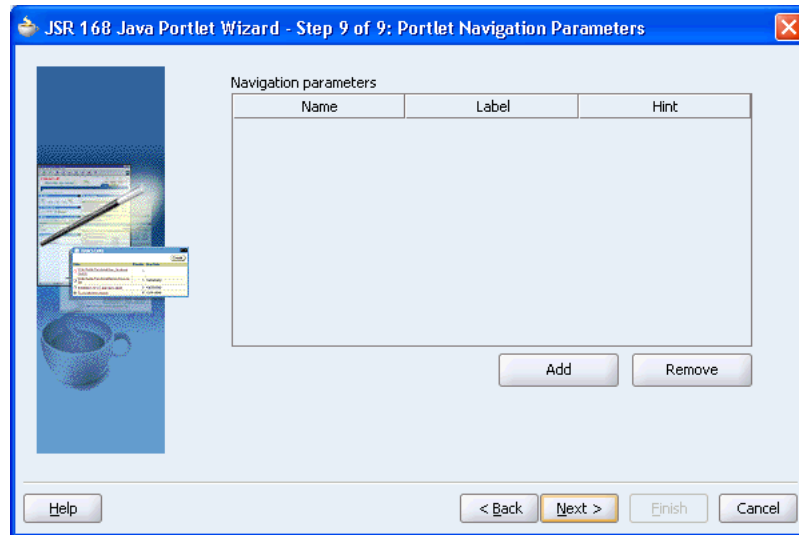 JSR 168 Java Portlet Wizard - Step 9 of 9: Portlet Navigation Parameters
Navigation parameters
Name Label Hint
Add Remove
Help < Back Next > Finish Cancel